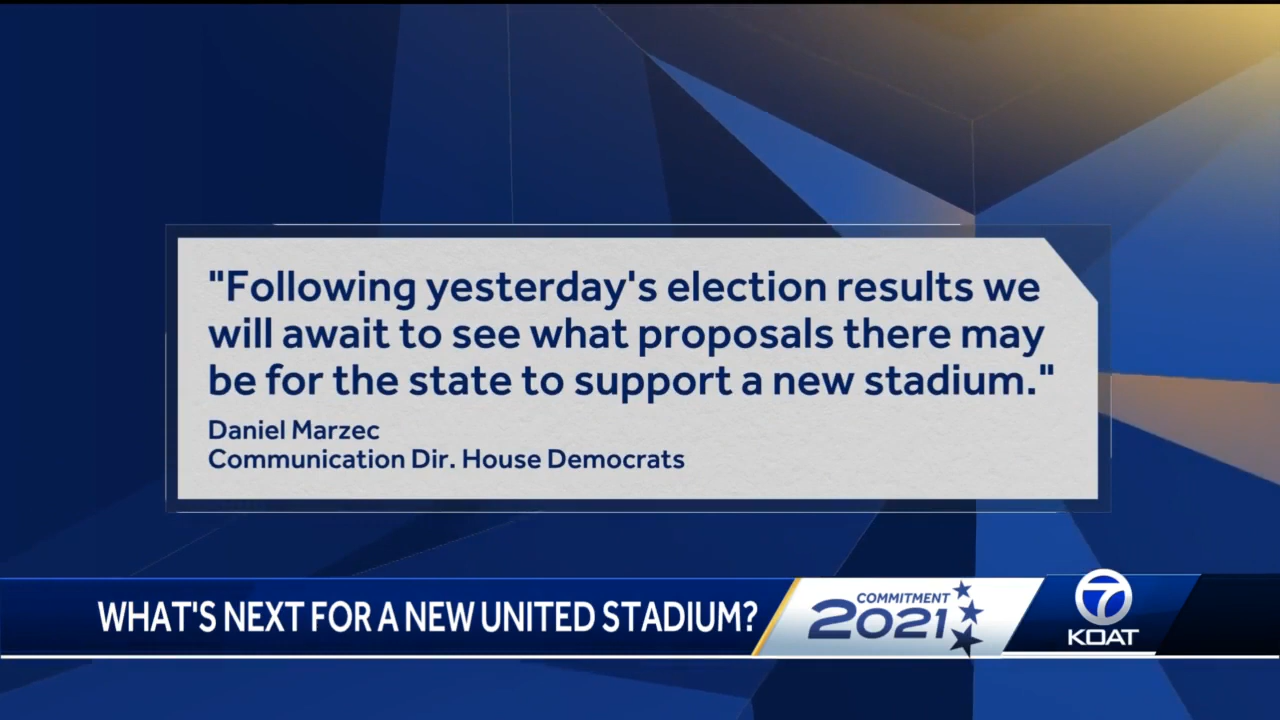 "Following yesterday's election results we
will await to see what proposals there may
be for the state to support a new stadium."
Daniel Marzec
Communication Dir. House Democrats
WHAT'S NEXT FOR A NEW UNITED STADIUM?
COMMITMENT
2021
7
KOAT